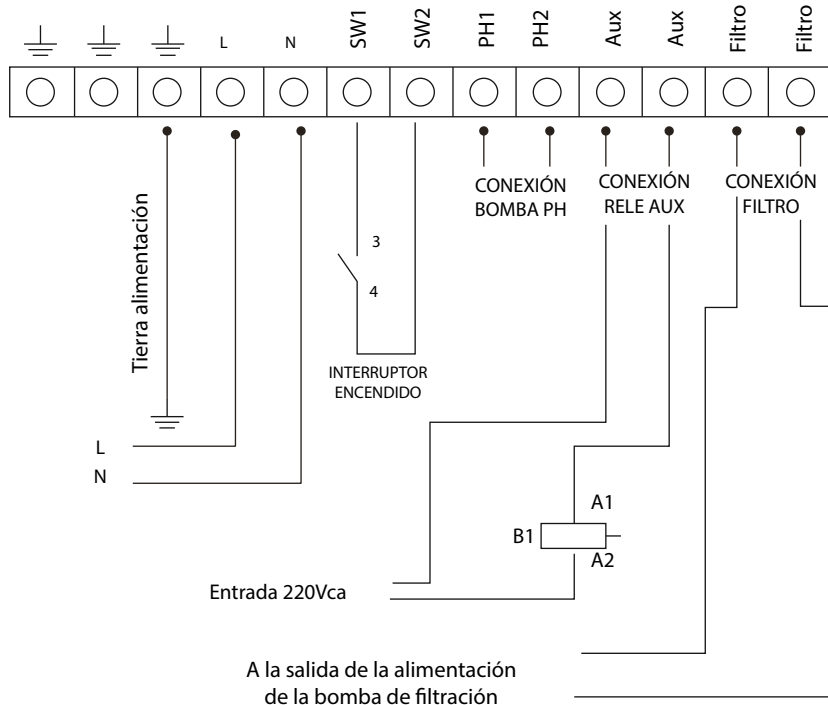 L
N
SW1
SW2
PH1
PH2
Aux
Aux
Filtro
Filtro
CONEXIÓN
BOMBA PH
CONEXIÓN
RELE AUX
CONEXIÓN
FILTRO
Tierra alimentación
3
4
INTERRUPTOR
ENCENDIDO
L
N
A1
B1
A2
Entrada 220Vca
A la salida de la alimentación
de la bomba de filtración